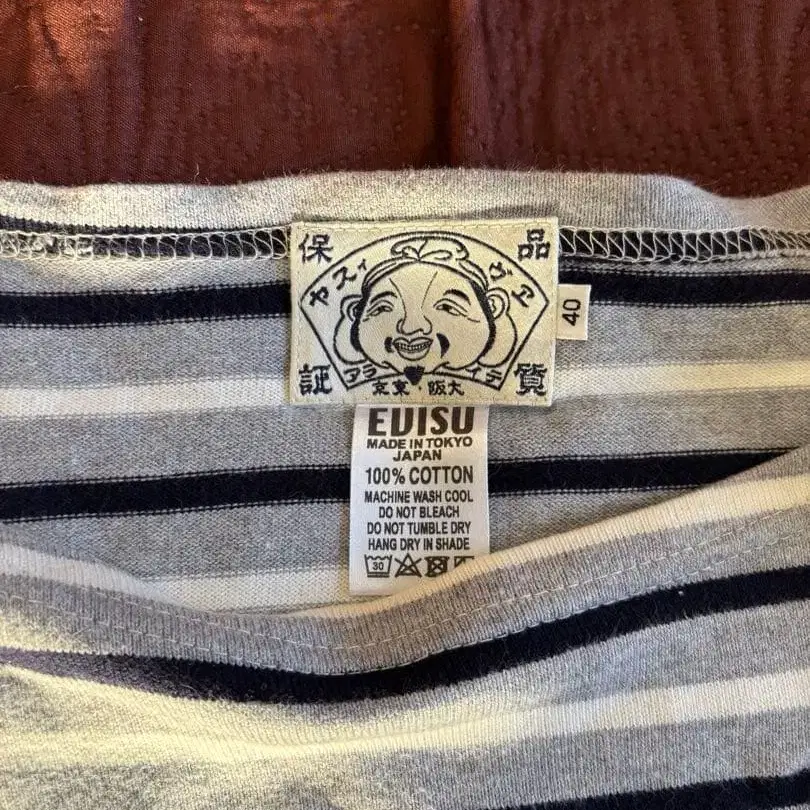 品質
保証
ヱヴィスヤ
テイラア
大阪・東京
40
EVISU
MADE IN TOKYO
JAPAN
100% COTTON
MACHINE WASH COOL
DO NOT BLEACH
DO NOT TUMBLE DRY
HANG DRY IN SHADE
30